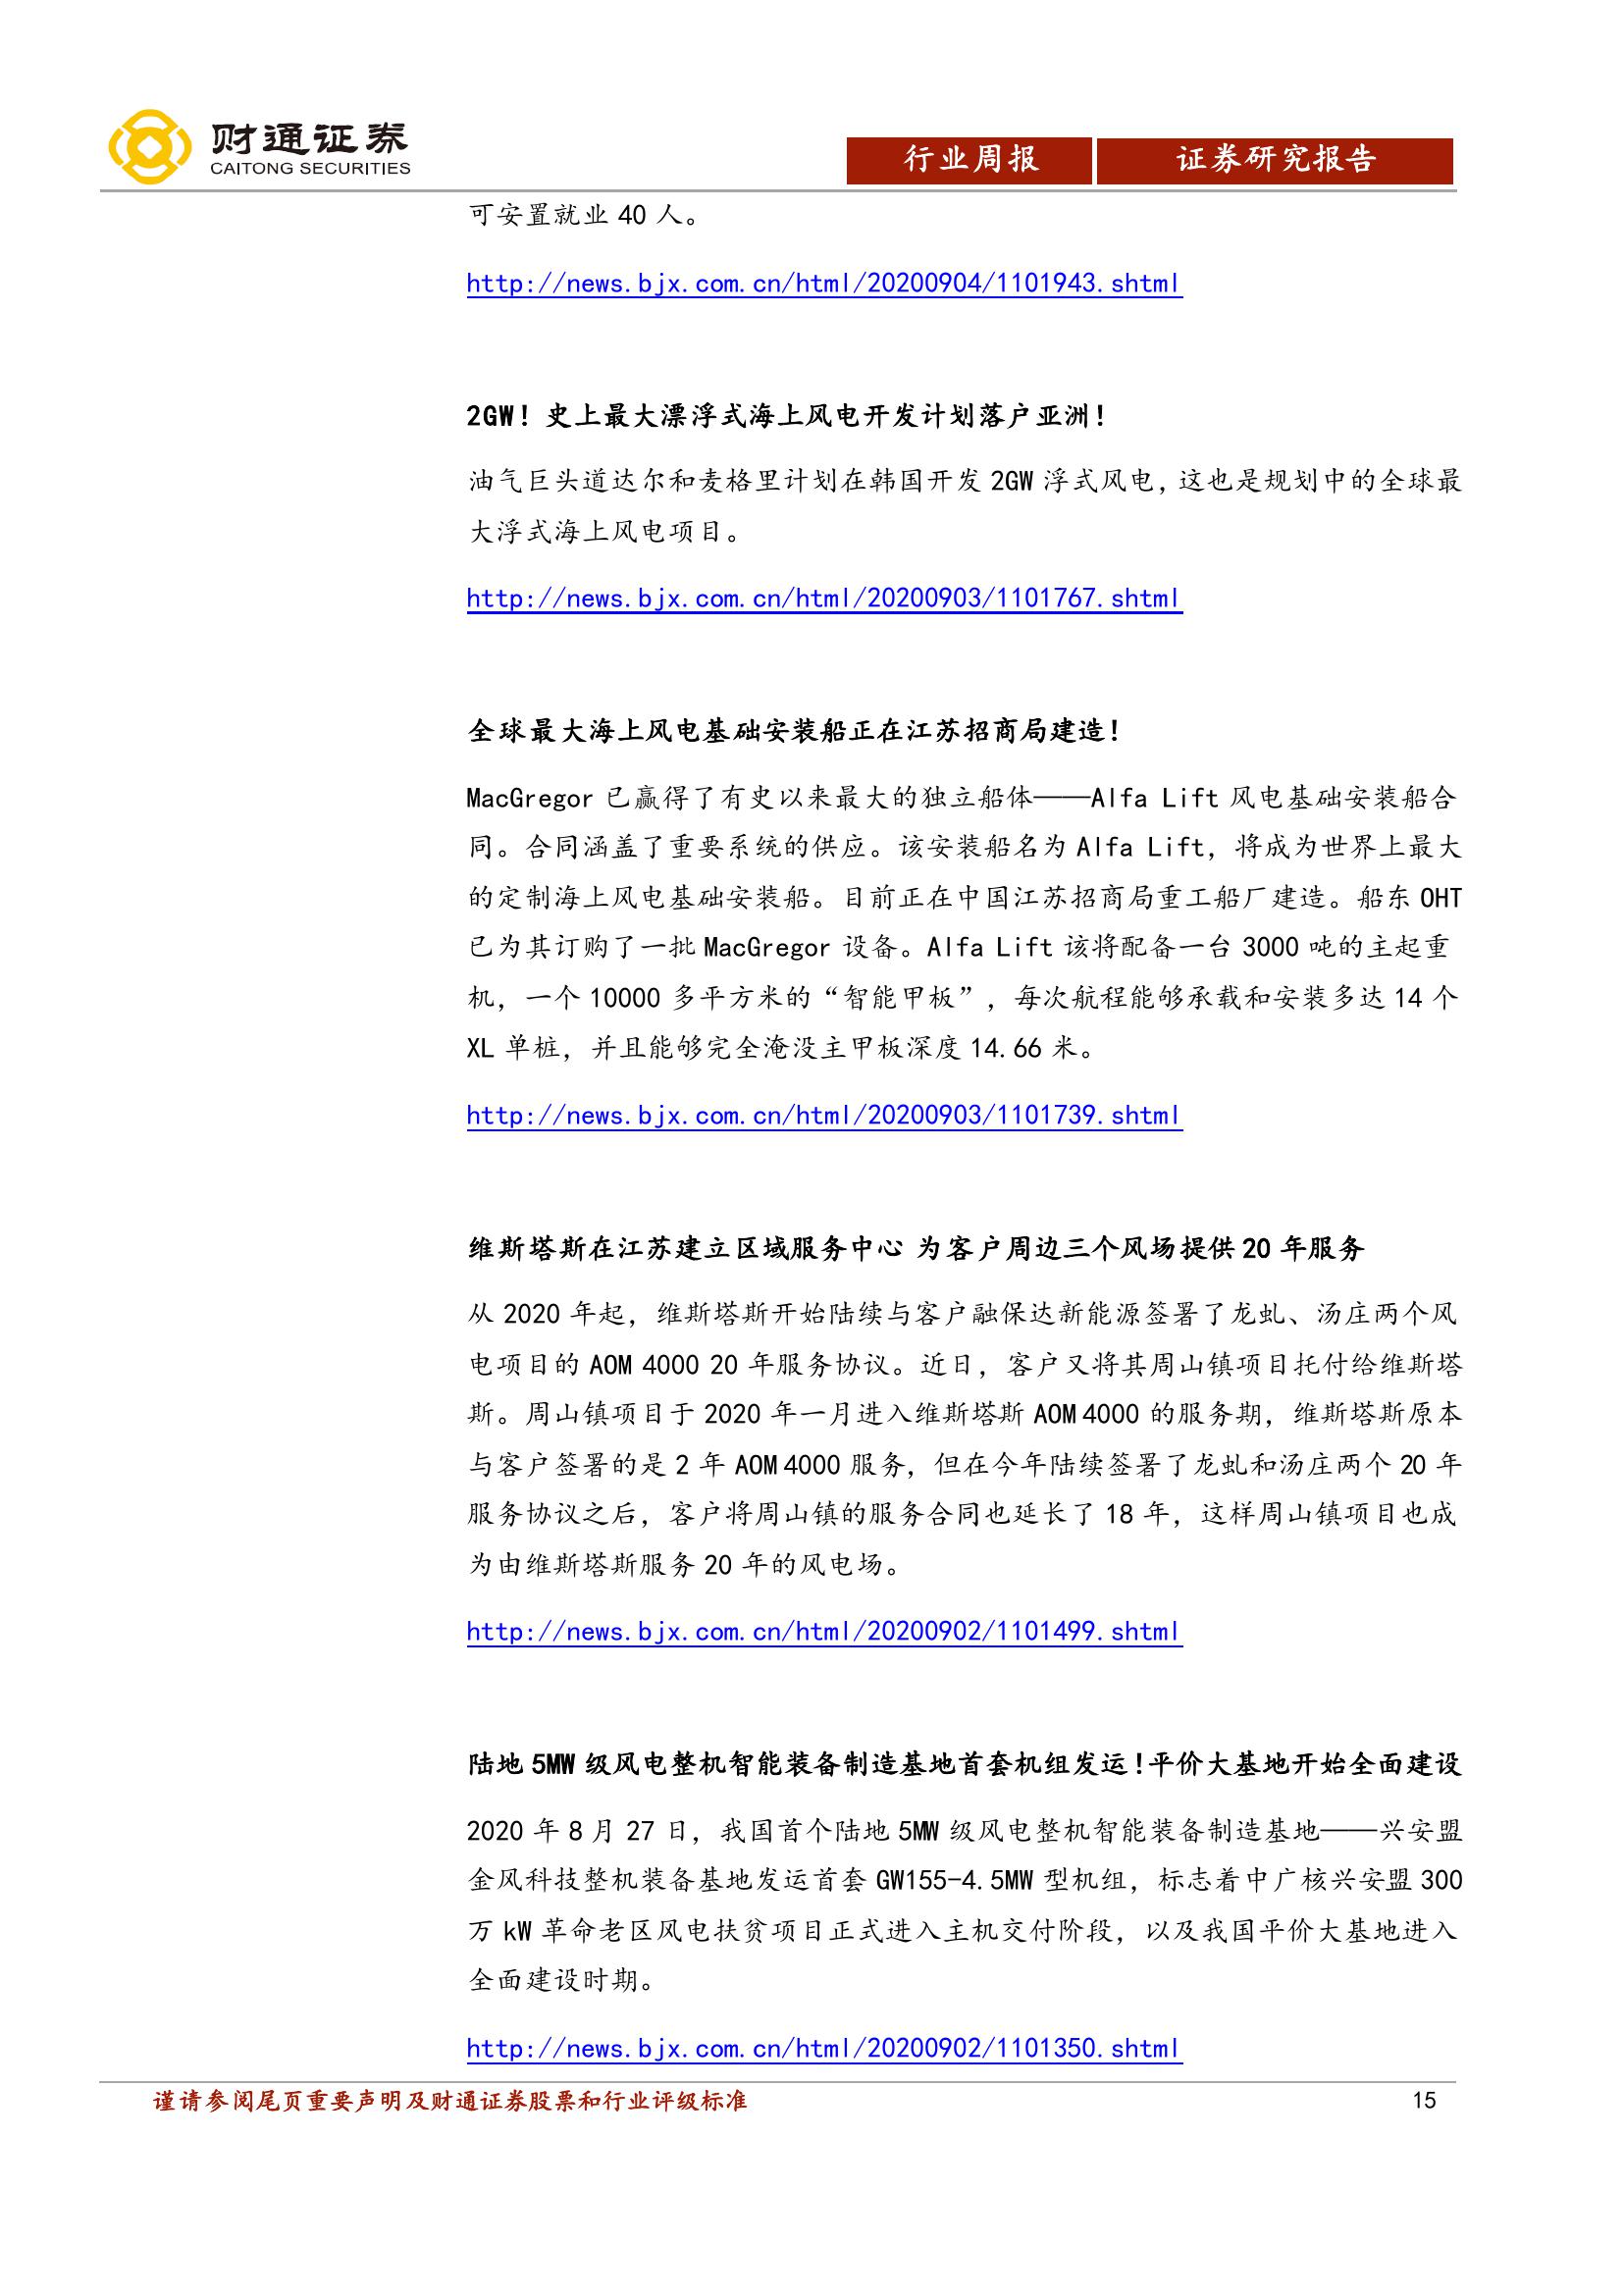 财通证券
CAITONG SECURITIES
行业周报
证券研究报告
可安置就业 40 人。
http://news.bjx.com.cn/html/20200904/1101943.shtml
2GW！史上最大漂浮式海上风电开发计划落户亚洲！
油气巨头道达尔和麦格里计划在韩国开发 2GW 浮式风电，这也是规划中的全球最
大浮式海上风电项目。
http://news.bjx.com.cn/html/20200903/1101767.shtml
全球最大海上风电基础安装船正在江苏招商局建造！
MacGregor 已赢得了有史以来最大的独立船体——Alfa Lift 风电基础安装船合
同。合同涵盖了重要系统的供应。该安装船名为 Alfa Lift，将成为世界上最大
的定制海上风电基础安装船。目前正在中国江苏招商局重工船厂建造。船东 OHT
已为其订购了一批 MacGregor 设备。Alfa Lift 该将配备一台 3000 吨的主起重
机，一个 10000 多平方米的“智能甲板”，每次航程能够承载和安装多达 14 个
XL 单桩，并且能够完全淹没主甲板深度 14.66 米。
http://news.bjx.com.cn/html/20200903/1101739.shtml
维斯塔斯在江苏建立区域服务中心 为客户周边三个风场提供 20 年服务
从 2020 年起，维斯塔斯开始陆续与客户融保达新能源签署了龙虬、汤庄两个风
电项目的 AOM 4000 20 年服务协议。近日，客户又将其周山镇项目托付给维斯塔
斯。周山镇项目于 2020 年一月进入维斯塔斯 AOM 4000 的服务期，维斯塔斯原本
与客户签署的是 2 年 AOM 4000 服务，但在今年陆续签署了龙虬和汤庄两个 20 年
服务协议之后，客户将周山镇的服务合同也延长了 18 年，这样周山镇项目也成
为由维斯塔斯服务 20 年的风电场。
http://news.bjx.com.cn/html/20200902/1101499.shtml
陆地 5MW 级风电整机智能装备制造基地首套机组发运！平价大基地开始全面建设
2020 年 8 月 27 日，我国首个陆地 5MW 级风电整机智能装备制造基地——兴安盟
金风科技整机装备基地发运首套 GW155-4.5MW 型机组，标志着中广核兴安盟 300
万 kW 革命老区风电扶贫项目正式进入主机交付阶段，以及我国平价大基地进入
全面建设时期。
http://news.bjx.com.cn/html/20200902/1101350.shtml
谨请参阅尾页重要声明及财通证券股票和行业评级标准
15